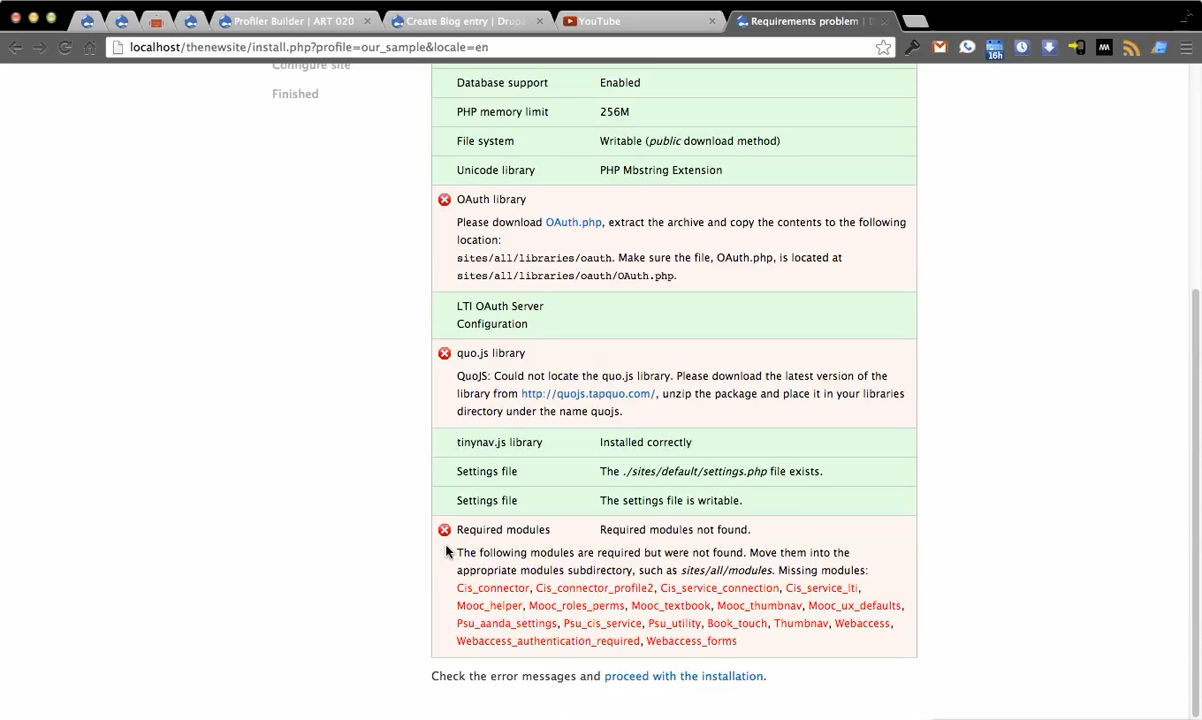 Profiler Builder | ART 020
Create Blog entry | Drup
YouTube
Requirements problem | D
localhost/thenewsite/install.php?profile=our_sample&locale=en
16h
Configure site
Finished
Database support Enabled
PHP memory limit 256M
File system Writable (public download method)
Unicode library PHP Mbstring Extension
OAuth library
Please download OAuth.php, extract the archive and copy the contents to the following
location:
sites/all/libraries/oauth. Make sure the file, OAuth.php, is located at
sites/all/libraries/oauth/OAuth.php.
LTI OAuth Server
Configuration
quo.js library
QuoJS: Could not locate the quo.js library. Please download the latest version of the
library from http://quojs.tapquo.com/, unzip the package and place it in your libraries
directory under the name quojs.
tinynav.js library Installed correctly
Settings file The ./sites/default/settings.php file exists.
Settings file The settings file is writable.
Required modules Required modules not found.
The following modules are required but were not found. Move them into the
appropriate modules subdirectory, such as sites/all/modules. Missing modules:
Cis_connector, Cis_connector_profile2, Cis_service_connection, Cis_service_lti,
Mooc_helper, Mooc_roles_perms, Mooc_textbook, Mooc_thumbnav, Mooc_ux_defaults,
Psu_aanda_settings, Psu_cis_service, Psu_utility, Book_touch, Thumbnav, Webaccess,
Webaccess_authentication_required, Webaccess_forms
Check the error messages and proceed with the installation.